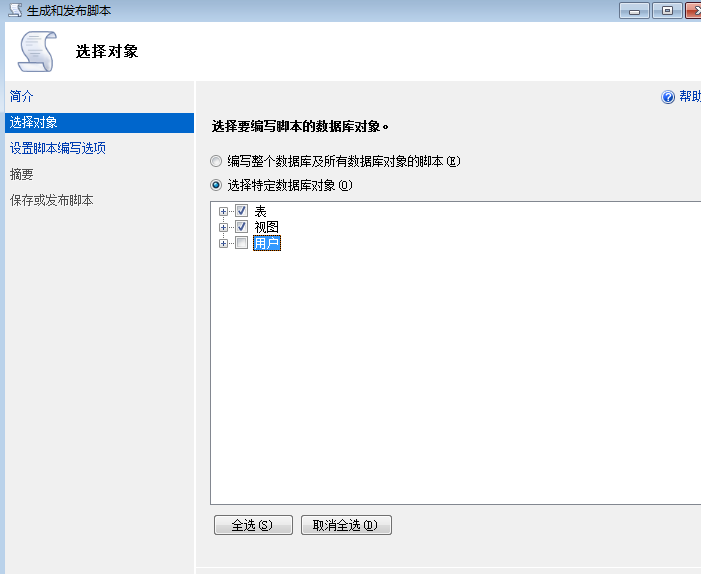 生成和发布脚本
选择对象
简介
选择对象
设置脚本编写选项
摘要
保存或发布脚本
帮助
选择要编写脚本的数据库对象。
编写整个数据库及所有数据库对象的脚本(E)
选择特定数据库对象(O)
表
视图
用户
全选(S)
取消全选(D)